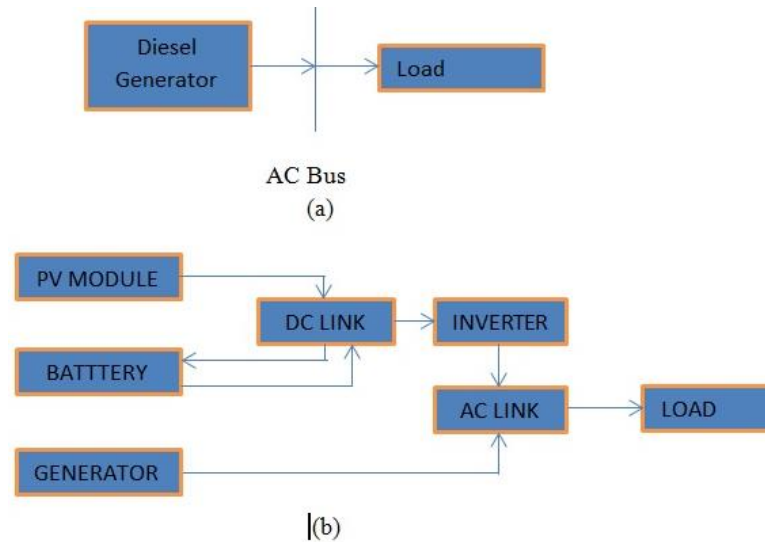 Diesel
Generator
Load
AC Bus
(a)
PV MODULE
DC LINK
INVERTER
BATTTERY
AC LINK
LOAD
GENERATOR
(b)